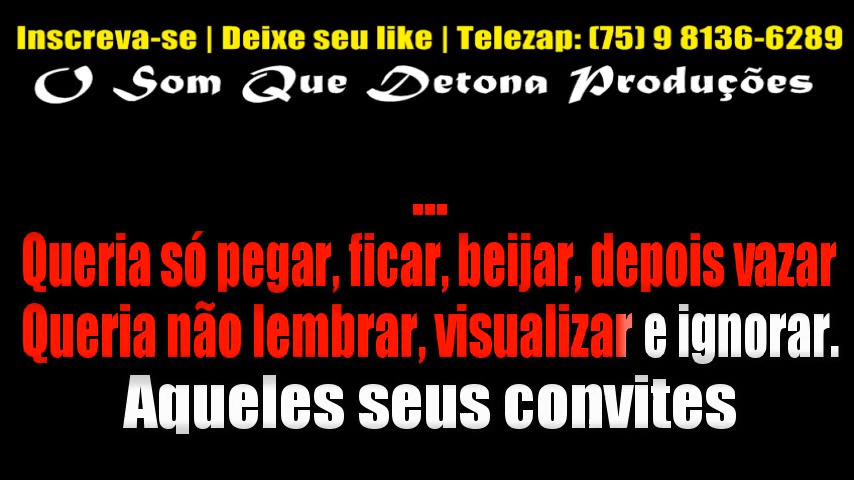 Inscreva-se | Deixe seu like | Telezap: (75) 9 8136-6289
O Som Que Detona Produções
...
Queria só pegar, ficar, beijar, depois vazar
Queria não lembrar, visualizar e ignorar.
Aqueles seus convites